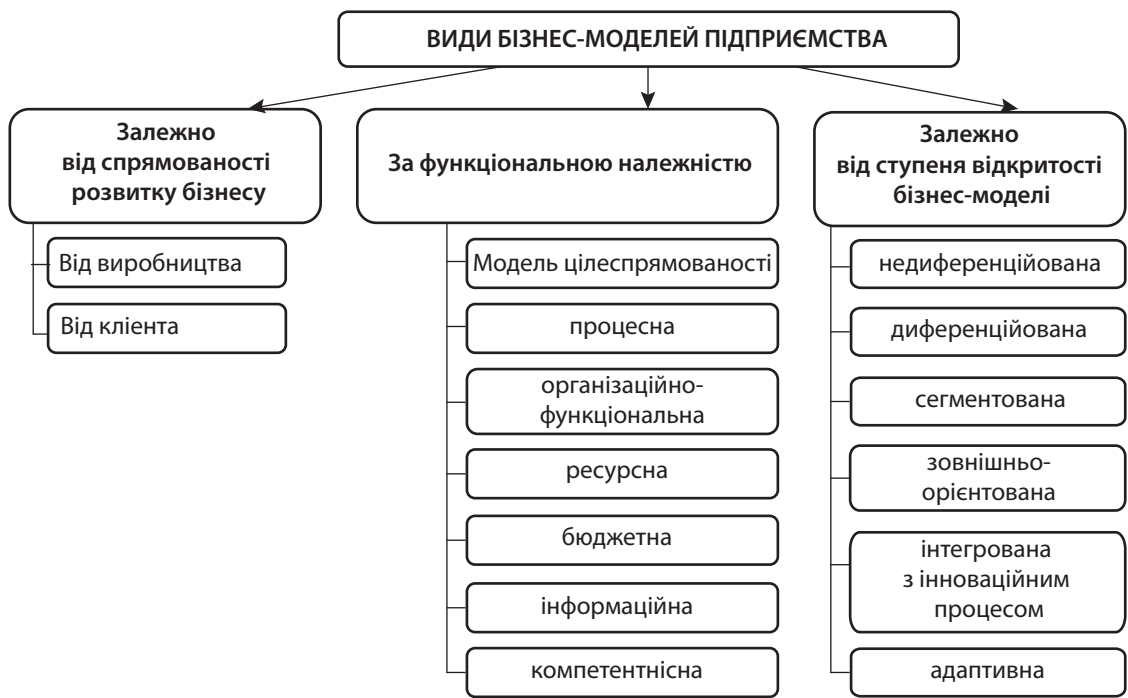 ВИДИ БІЗНЕС-МОДЕЛЕЙ ПІДПРИЄМСТВА
Залежно
від спрямованості
розвитку бізнесу
Від виробництва
Від кліента
За функціональною належністю
Модель цілеспрямованості
процесна
організаційно-
функціональна
ресурсна
бюджетна
інформаційна
компетентнісна
Залежно
від ступеня відкритості
бізнес-моделі
недиференційована
диференційована
сегментована
зовнішньо-
орієнтована
інтегрована
з інноваційним
процесом
адаптивна